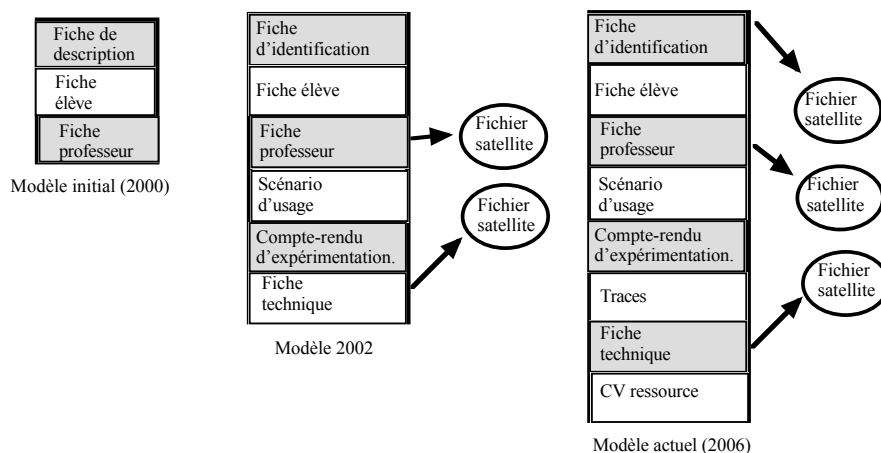 Fiche de
description
Fiche
élève
Fiche
professeur
Modèle initial (2000)
Fiche
d'identification
Fiche élève
Fiche
professeur
Scénario
d'usage
Compte-rendu
d'expérimentation.
Fiche
technique
Fichier
satellite
Fichier
satellite
Modèle 2002
Fiche
d'identification
Fiche élève
Fiche
professeur
Scénario
d'usage
Compte-rendu
d'expérimentation.
Traces
Fiche
technique
CV ressource
Fichier
satellite
Fichier
satellite
Fichier
satellite
Modèle actuel (2006)